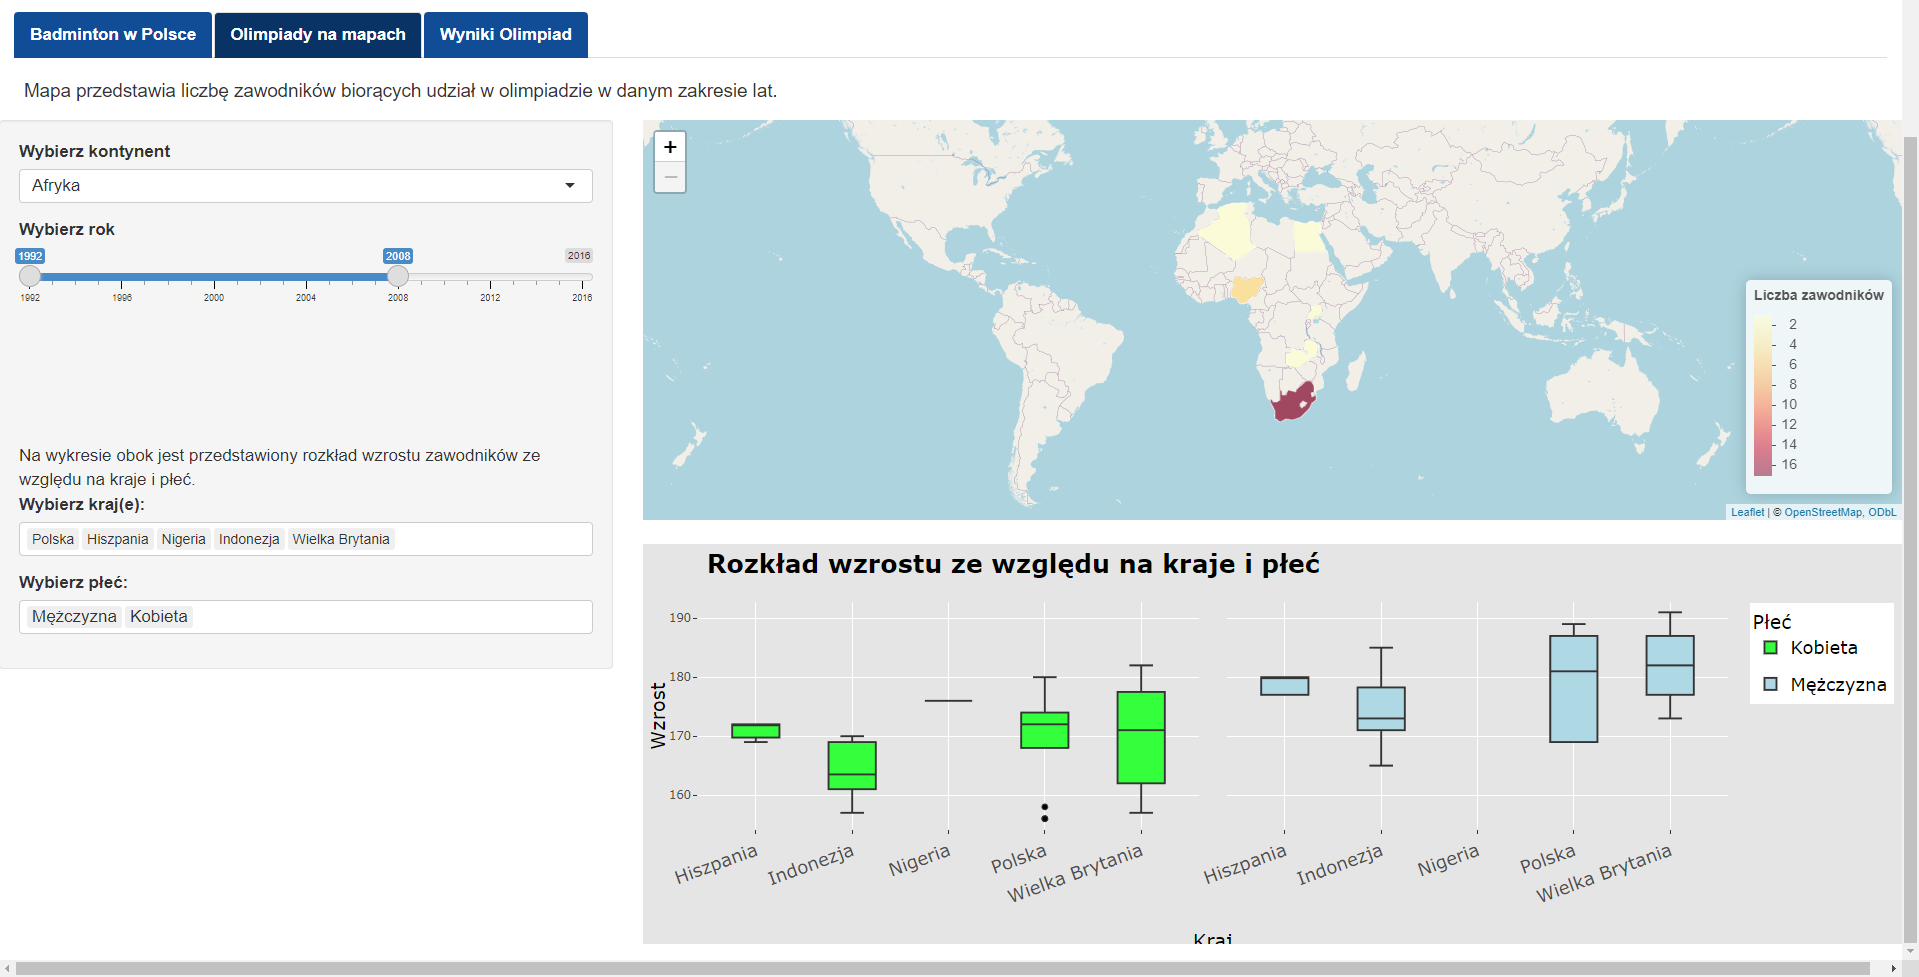 Badminton w Polsce Olimpiady na mapach Wyniki Olimpiad
Mapa przedstawia liczbę zawodników biorących udział w olimpiadzie w danym zakresie lat.
Wybierz kontynent
Afryka
Wybierz rok
1992 2008 2016
1992 1996 2000 2004 2008 2012 2016
Na wykresie obok jest przedstawiony rozkład wzrostu zawodników ze
względu na kraje i płeć.
Wybierz kraj(e):
Polska Hiszpania Nigeria Indonezja Wielka Brytania
Wybierz płeć:
Mężczyzna Kobieta
+
−
Liczba zawodników
2
4
6
8
10
12
14
16
Leaflet | © OpenStreetMap, ODbL
Rozkład wzrostu ze względu na kraje i płeć
190
180
170
160
Wzrost
Hiszpania Indonezja Nigeria Polska Wielka Brytania Hiszpania Indonezja Nigeria Polska Wielka Brytania
Kraj
Płeć
Kobieta
Mężczyzna